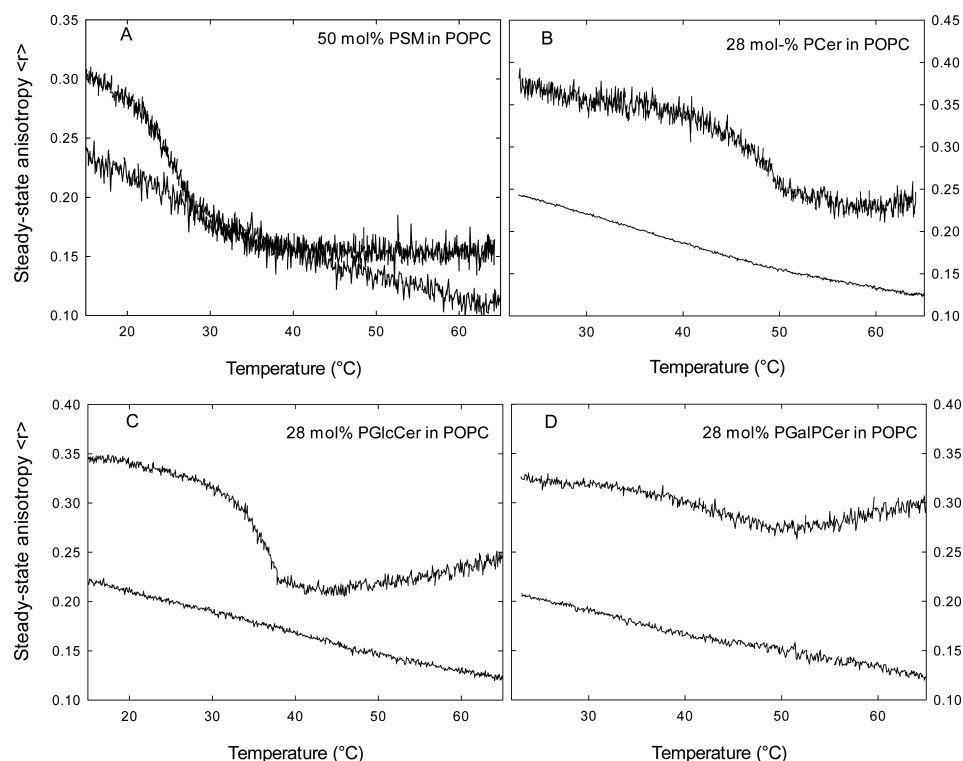 A
50 mol% PSM in POPC
Steady-state anisotropy <r>
0.35
0.30
0.25
0.20
0.15
0.10
20 30 40 50 60
Temperature (°C)
B
28 mol-% PCer in POPC
0.45
0.40
0.35
0.30
0.25
0.20
0.15
0.10
30 40 50 60
Temperature (°C)
C
28 mol% PGlcCer in POPC
Steady-state anisotropy <r>
0.40
0.35
0.30
0.25
0.20
0.15
0.10
20 30 40 50 60
Temperature (°C)
D
28 mol% PGalPCer in POPC
0.40
0.35
0.30
0.25
0.20
0.15
0.10
30 40 50 60
Temperature (°C)